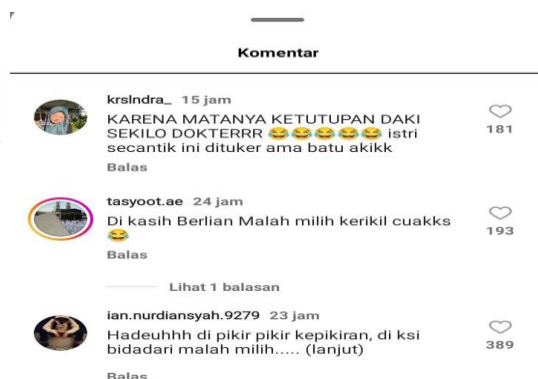 Komentar
krslndra_ 15 jam
KARENA MATANYA KETUTUPAN DAKI
SEKILO DOKTERRR 😂😂😂😂😂 istri
secantik ini dituker ama batu akikk
181
Balas
tasyoot.ae 24 jam
Di kasih Berlian Malah milih kerikil cuakks
😂
193
Balas
Lihat 1 balasan
ian.nurdiansyah.9279 23 jam
Hadeuhhh di pikir pikir kepikiran, di ksi
bidadari malah milih..... (lanjut)
389
Balas